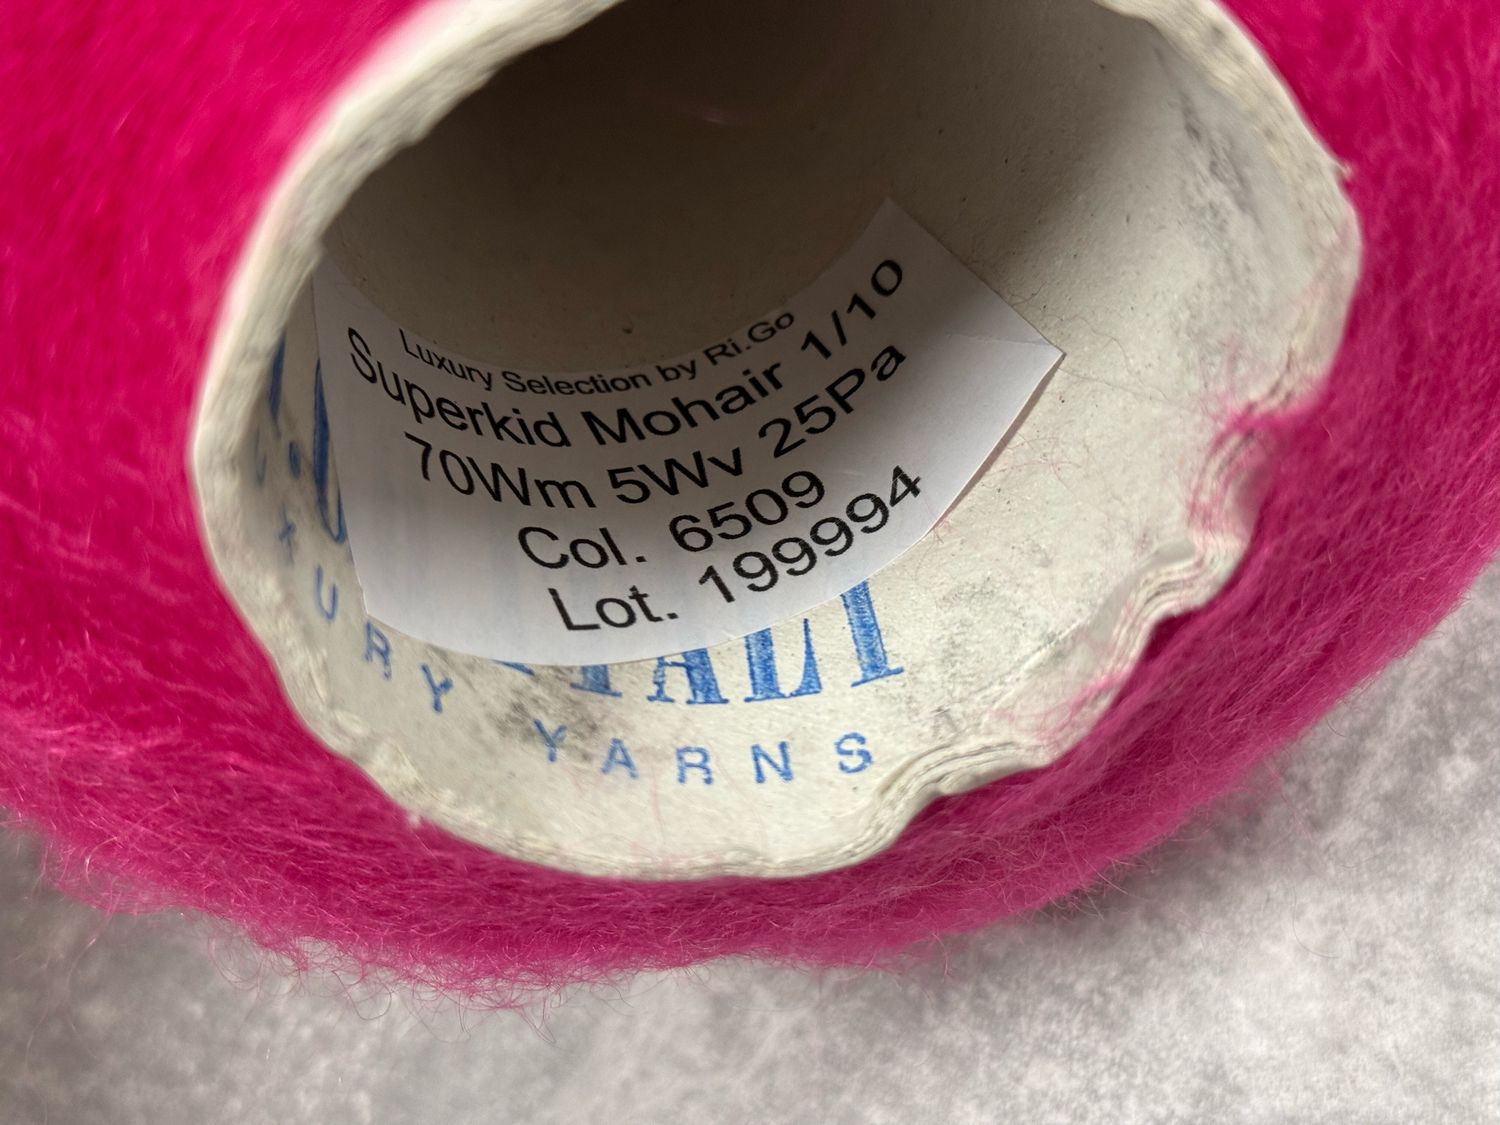 Luxury Selection by Ri.Go
Superkid Mohair 1/10
70Wm 5Wv 25Pa
Col. 6509
Lot. 199994
YARNS